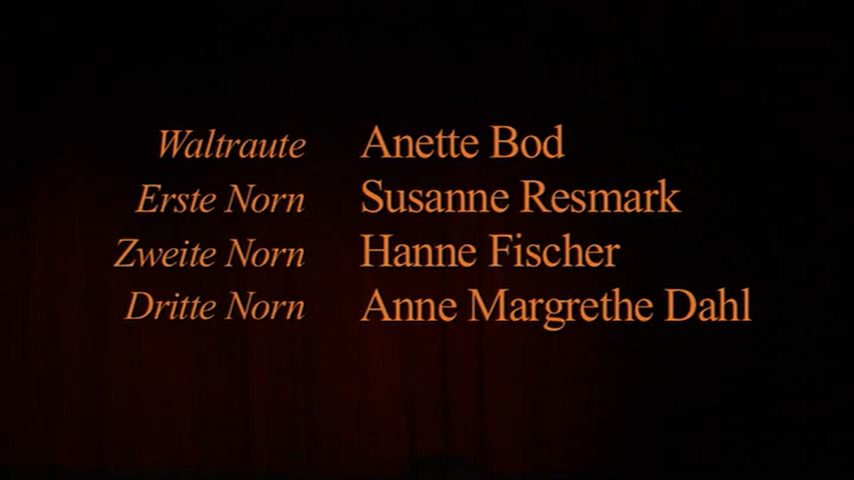 Waltraute Anette Bod
Erste Norn Susanne Resmark
Zweite Norn Hanne Fischer
Dritte Norn Anne Margrethe Dahl